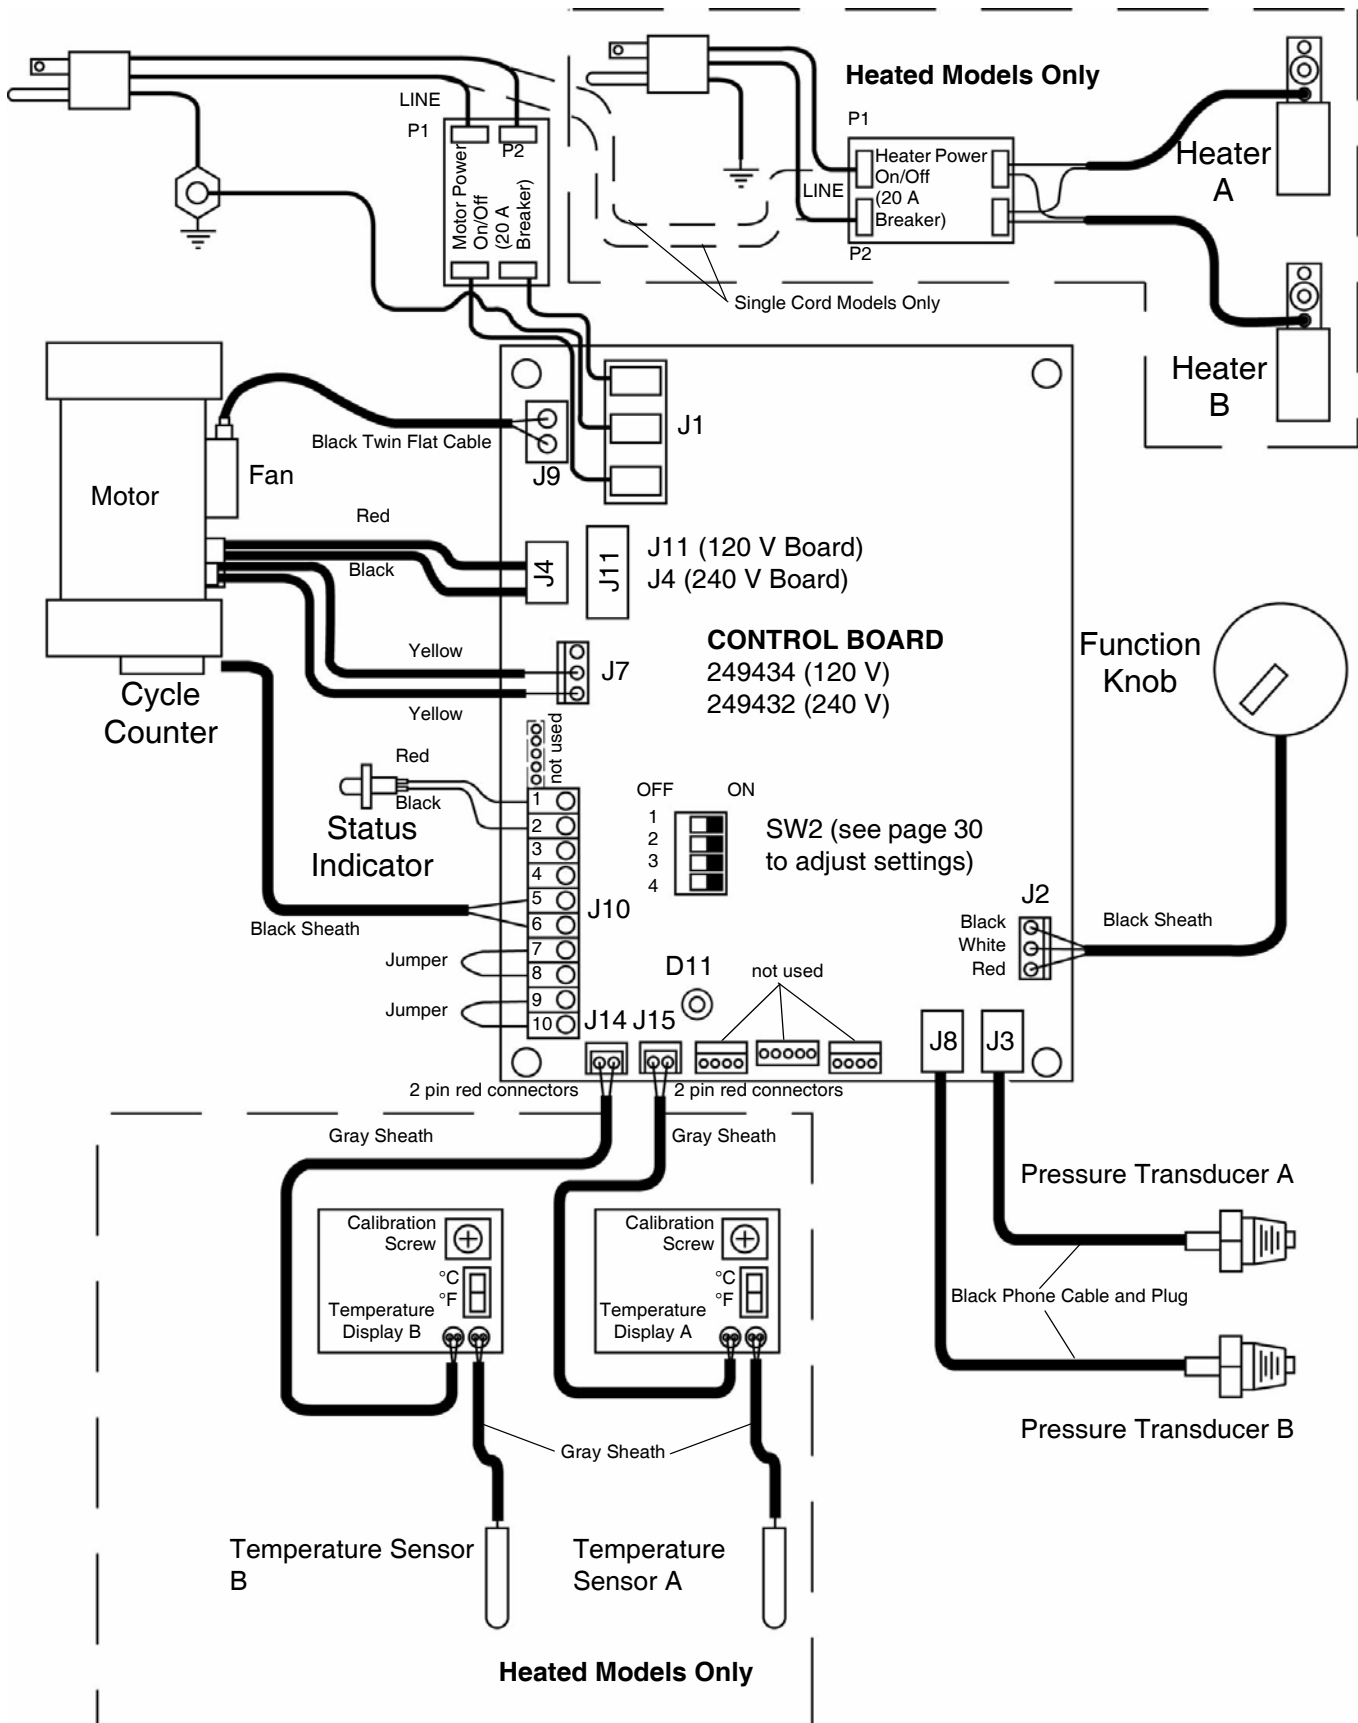 Heated Models Only
LINE
P1
P2
Motor Power
On/Off
(20 A
Breaker)
P1
Heater Power
On/Off
(20 A
Breaker)
LINE
P2
Heater
A
Single Cord Models Only
Heater
B
Motor
Fan
Black Twin Flat Cable
J9
J1
Red
Black
J4
J11
J11 (120 V Board)
J4 (240 V Board)
CONTROL BOARD
249434 (120 V)
249432 (240 V)
Function
Knob
Yellow
J7
Yellow
Cycle
Counter
not used
Red
Black
Status
Indicator
1
2
3
4
5
6
7
8
9
10
J10
OFF
ON
1
2
3
4
SW2 (see page 30
to adjust settings)
J2
Black
White
Red
Black Sheath
Black Sheath
Jumper
Jumper
D11
not used
J14
J15
J8
J3
2 pin red connectors
2 pin red connectors
Gray Sheath
Gray Sheath
Pressure Transducer A
Calibration
Screw
°C
°F
Temperature
Display B
Calibration
Screw
°C
°F
Temperature
Display A
Black Phone Cable and Plug
Pressure Transducer B
Gray Sheath
Temperature Sensor
B
Temperature
Sensor A
Heated Models Only